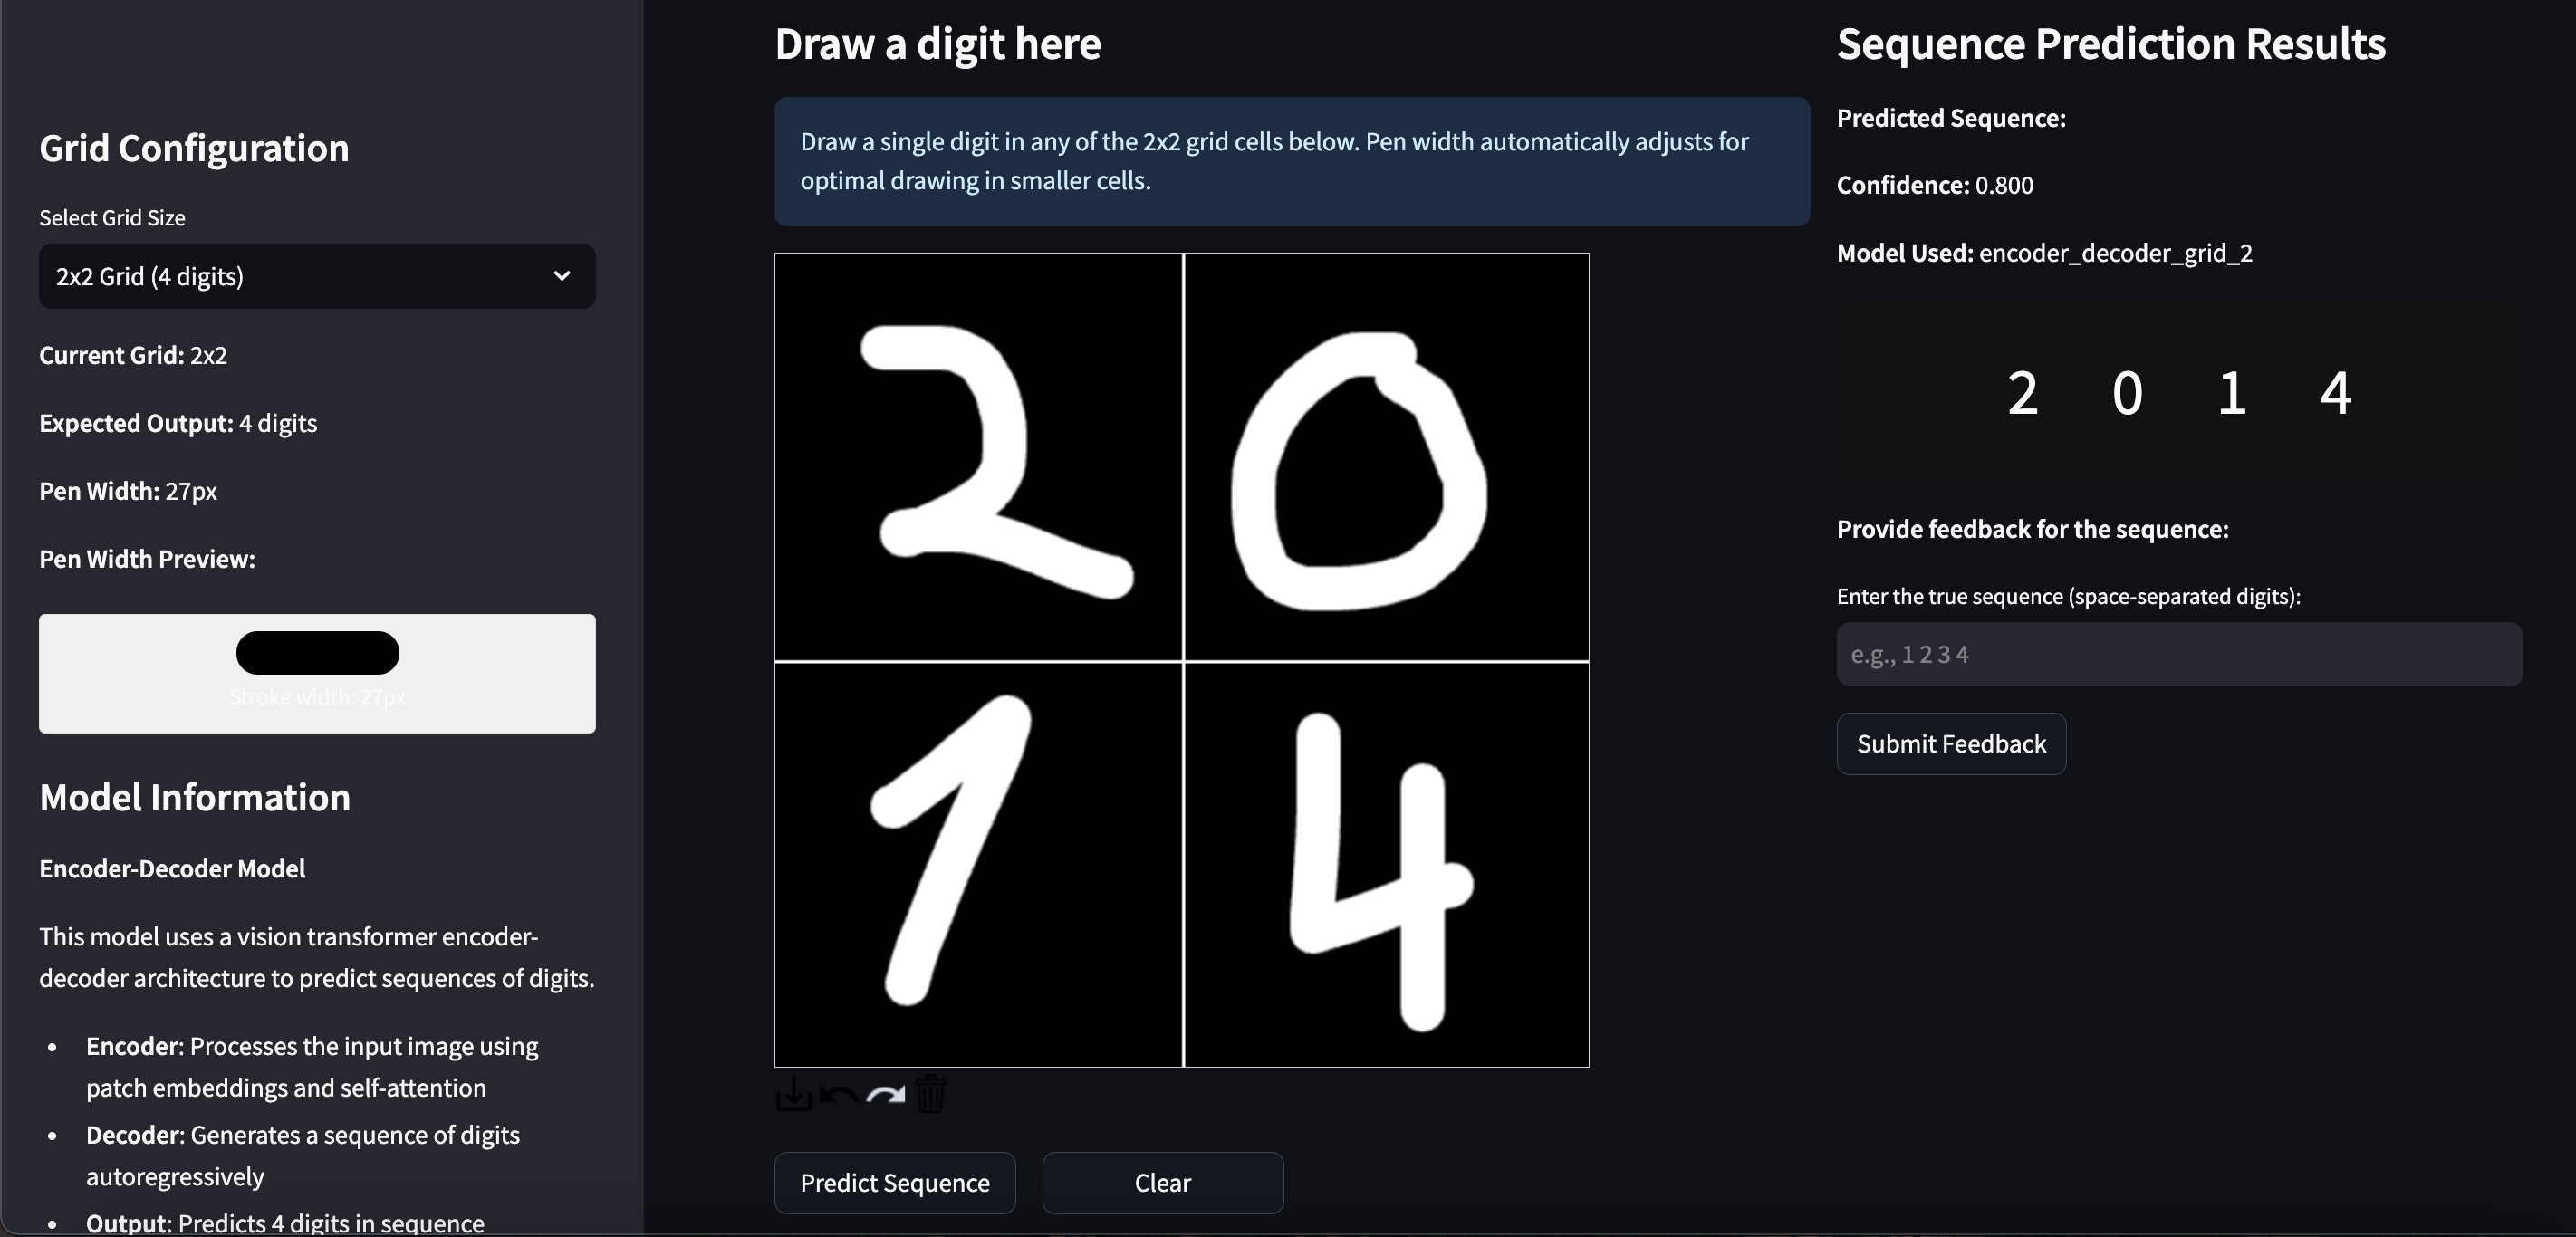 Grid Configuration
Select Grid Size
2x2 Grid (4 digits)
Current Grid: 2x2
Expected Output: 4 digits
Pen Width: 27px
Pen Width Preview:
Stroke width: 27px
Model Information
Encoder-Decoder Model
This model uses a vision transformer encoder-
decoder architecture to predict sequences of digits.
• Encoder: Processes the input image using
patch embeddings and self-attention
• Decoder: Generates a sequence of digits
autoregressively
• Output: Predicts 4 digits in sequence
Draw a digit here
Draw a single digit in any of the 2x2 grid cells below. Pen width automatically adjusts for
optimal drawing in smaller cells.
2 0
1 4
Predict Sequence
Clear
Sequence Prediction Results
Predicted Sequence:
Confidence: 0.800
Model Used: encoder_decoder_grid_2
2 0 1 4
Provide feedback for the sequence:
Enter the true sequence (space-separated digits):
e.g., 1 2 3 4
Submit Feedback